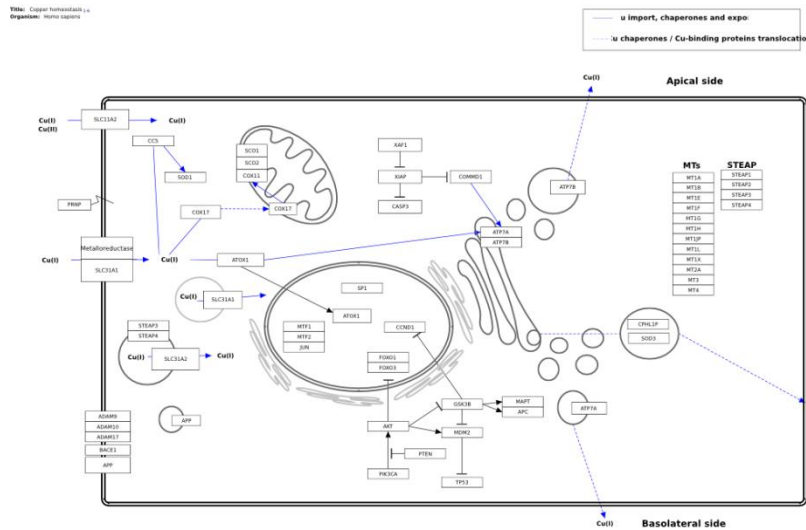 Title: Copper homeostasis
Organism: Homo sapiens
u import, chaperones and expo
u chaperones / Cu-binding proteins translocatio
Cu(I)
Apical side
Cu(I)
Cu(II)
SLC11A2
Cu(I)
CCS
SOD1
PRNP
SCO1
SCO2
COX11
COX17
COX17
XAF1
XIAP
CASP3
COMMD1
ATP7B
MTs
MT1A
MT1B
MT1E
MT1F
MT1G
MT1H
MT1JP
MT1L
MT1X
MT2A
MT3
MT4
STEAP
STEAP1
STEAP2
STEAP3
STEAP4
ATP7A
ATP7B
Cu(I)
Metalloreductase
SLC31A1
Cu(I)
ATOX1
Cu(I)
SLC31A1
SP1
ATOX1
MTF1
MTF2
JUN
CCND1
FOXO1
FOXO3
STEAP3
STEAP4
Cu(I)
SLC31A2
Cu(I)
CPHL1P
SOD3
ADAM9
ADAM10
ADAM17
BACE1
APP
APP
AKT
GSK3B
MAPT
APC
MDM2
PTEN
PIK3CA
TP53
ATP7A
Cu(I)
Basolateral side